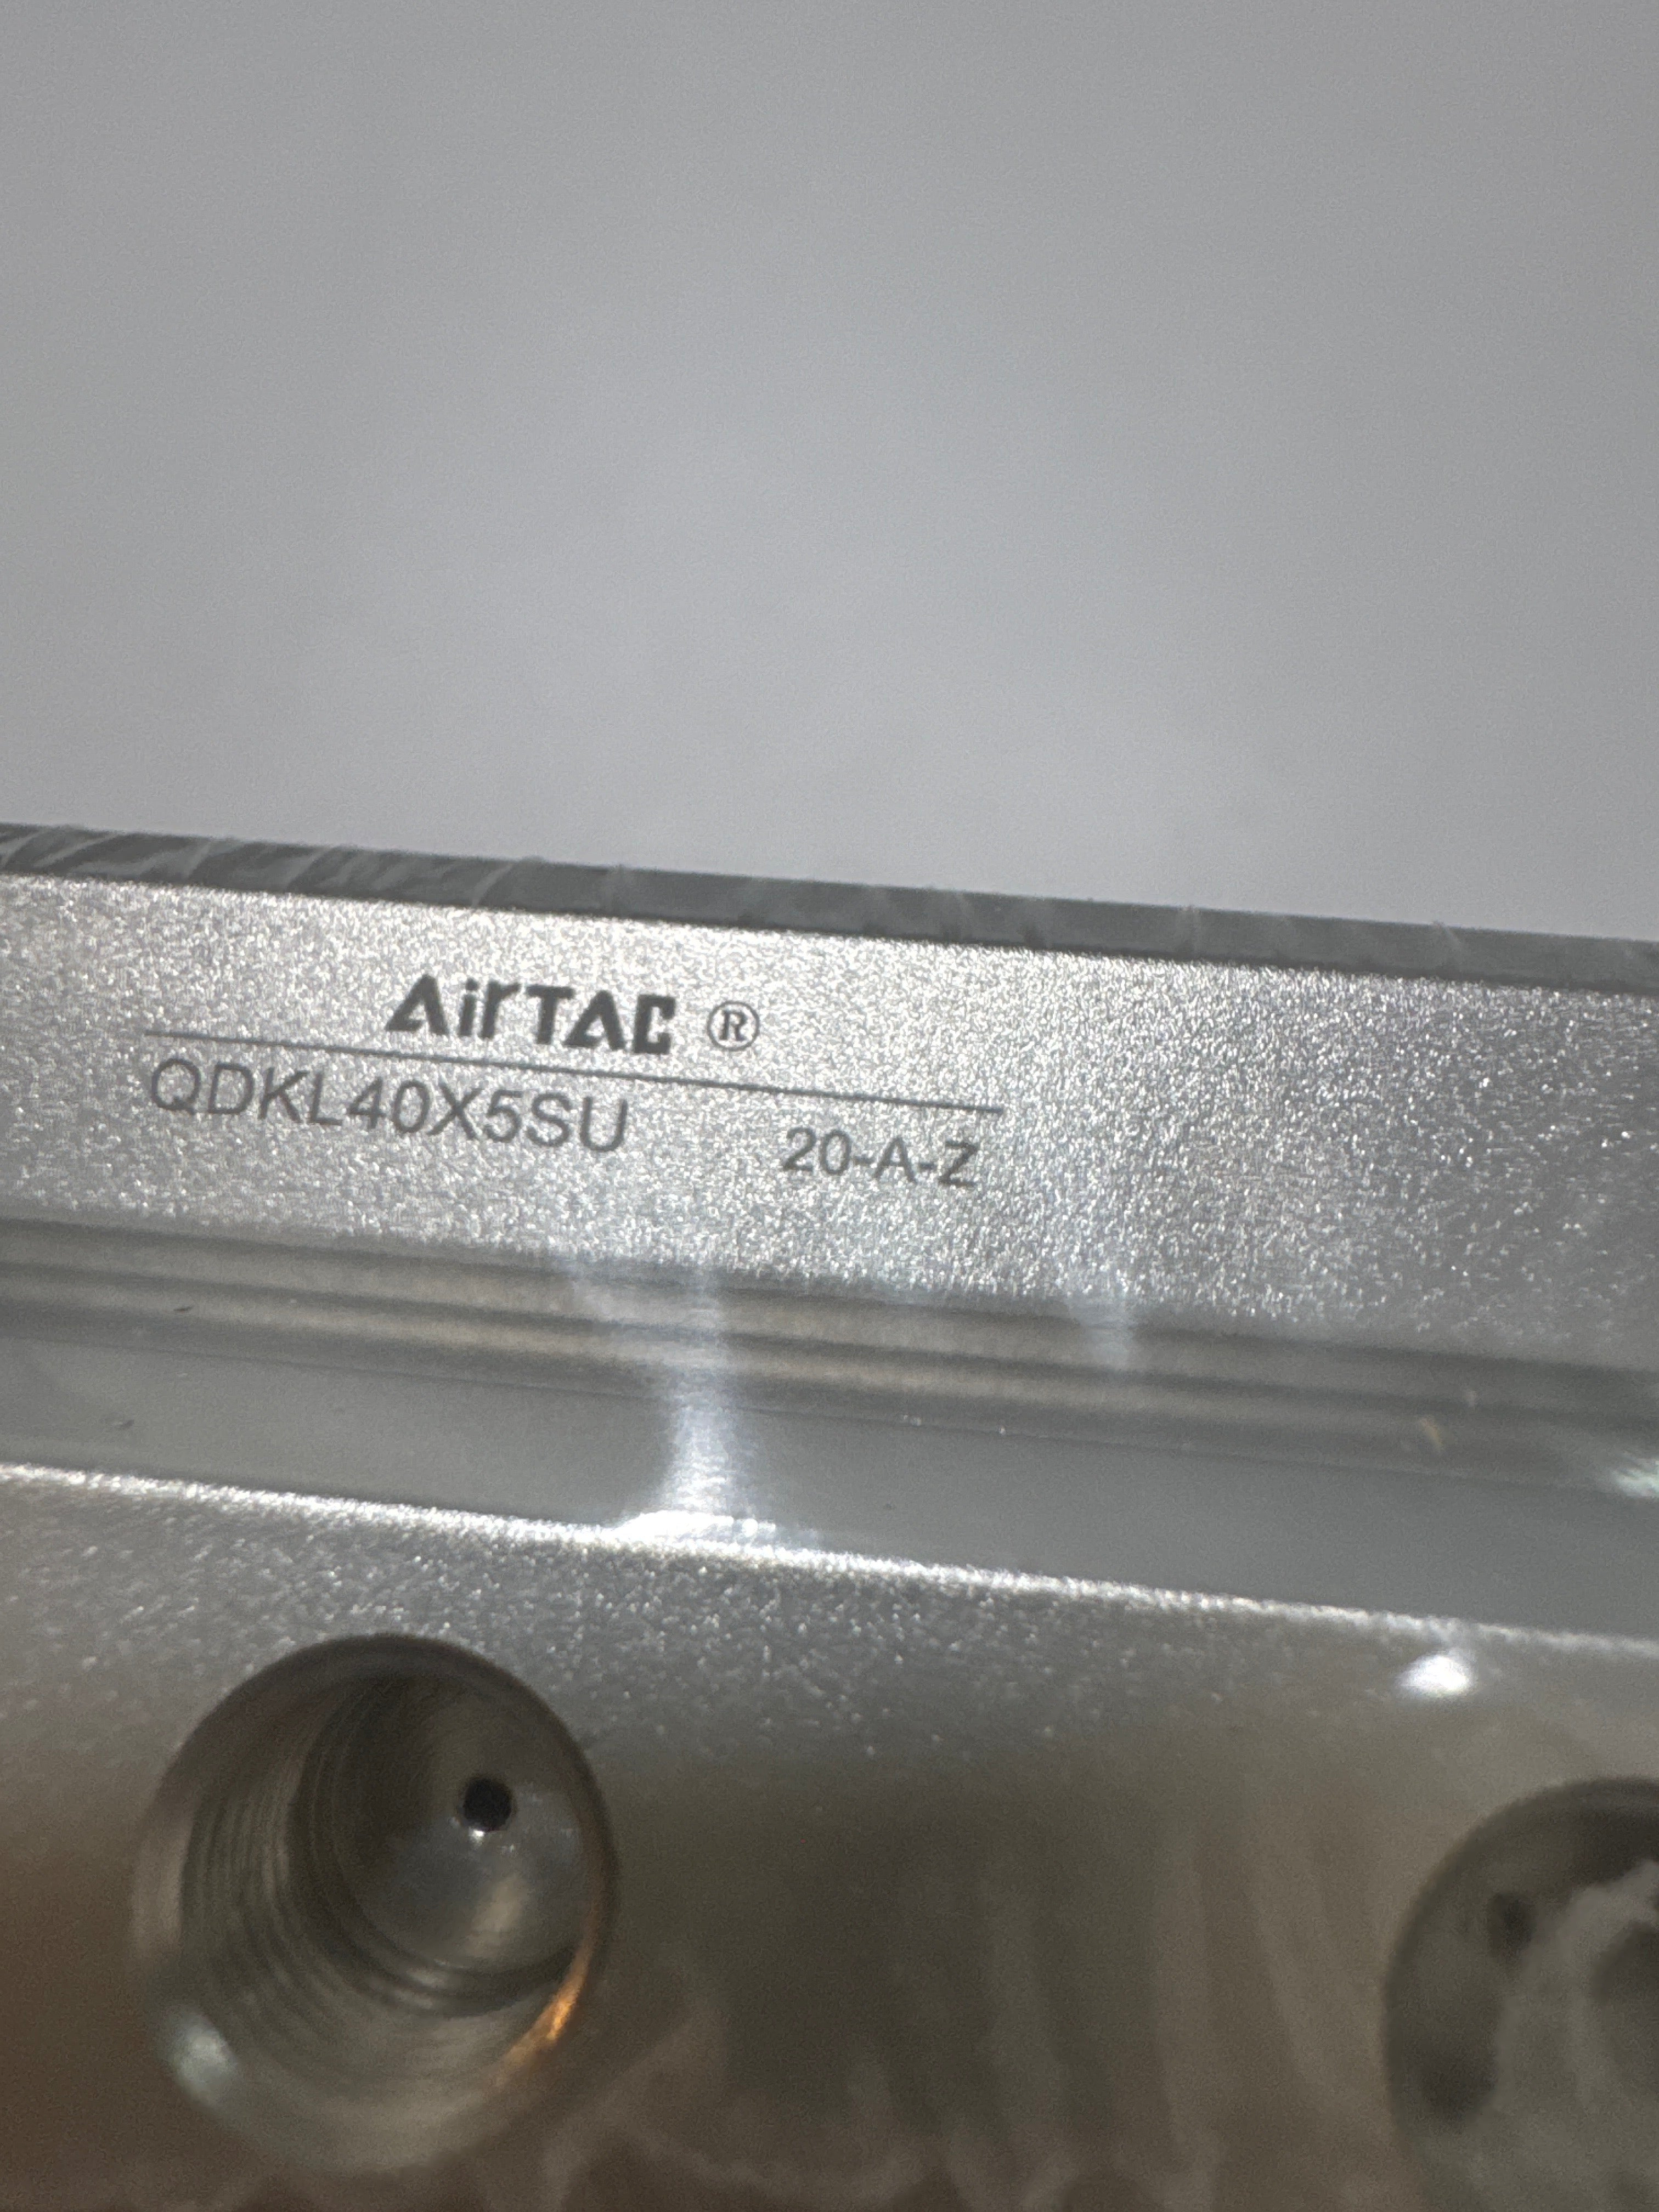 AirTAC ®
QDKL40X5SU 20-A-Z